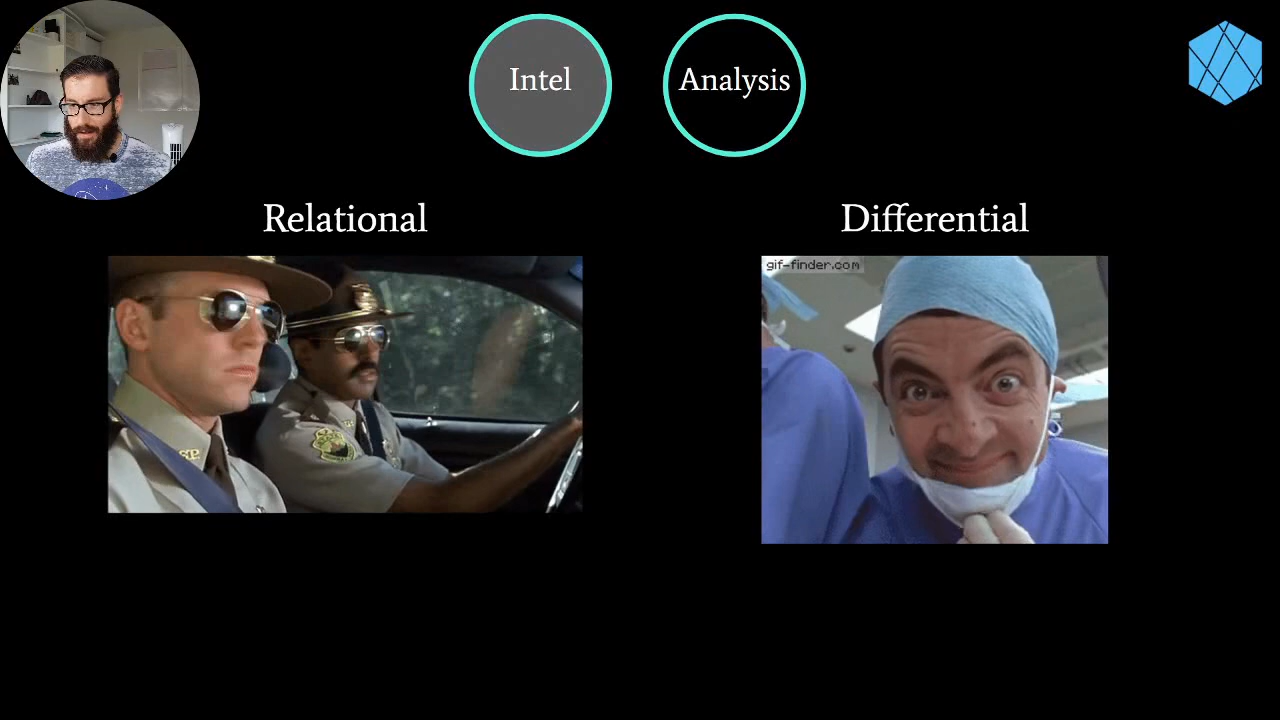 Intel
Analysis
Relational
Differential
gif-finder.com
S.P.